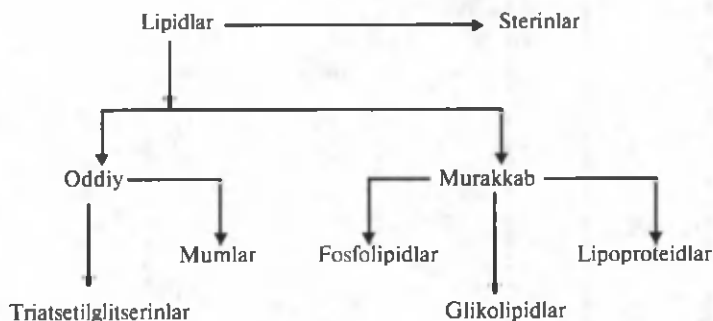 Lipidlar Sterinlar
Oddiy Murakkab
Mumlar Fosfolipidlar Lipoproteidlar
Triatsetilglitserinlar Glikolipidlar